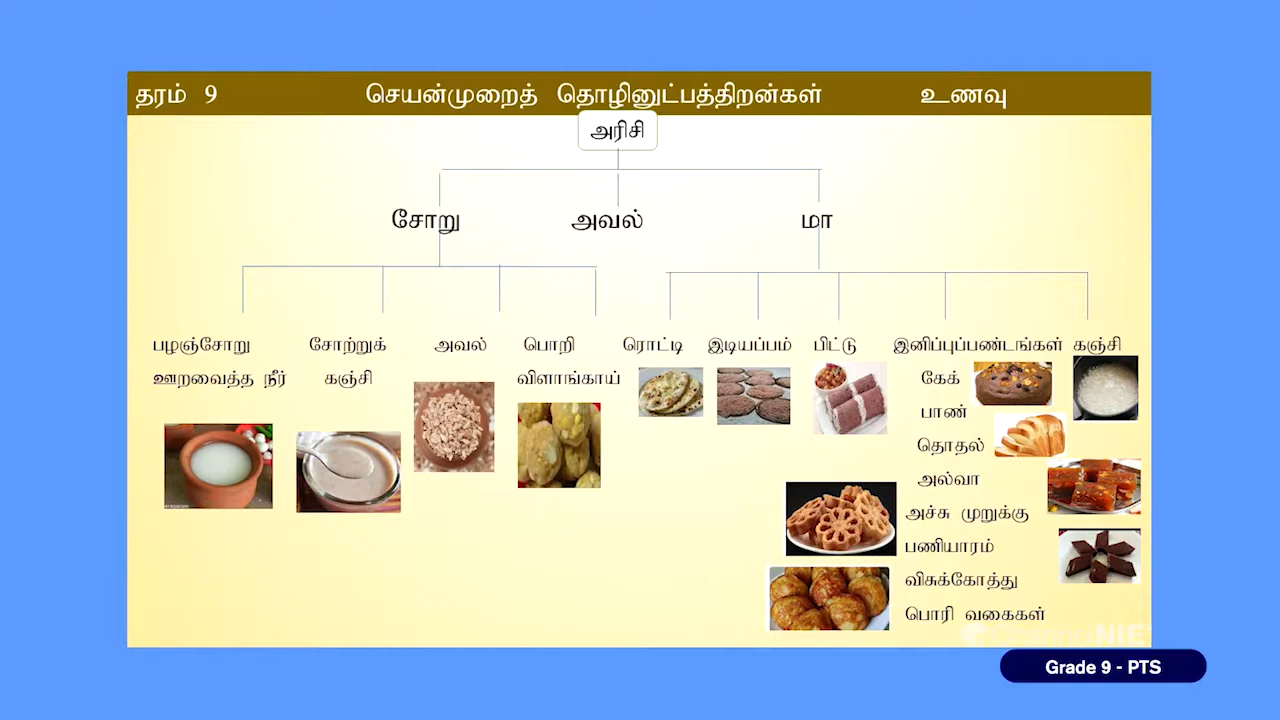 தரம் 9 செயன்முறைத் தொழினுட்பத்திறன்கள் உணவு
அரிசி
சோறு அவல் மா
பழஞ்சோறு சோற்றுக் அவல் பொறி ரொட்டி இடியப்பம் பிட்டு இனிப்புப்பண்டங்கள் கஞ்சி
ஊறவைத்த நீர் கஞ்சி விளாங்காய் கேக்
பாண்
தொதல்
அல்வா
அச்சு முறுக்கு
பணியாரம்
விசுக்கோத்து
பொரி வகைகள்
NIE
Grade 9 - PTS